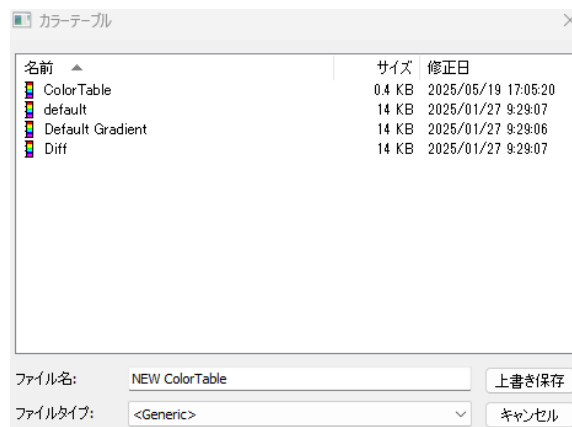 カラーテーブル
名前 サイズ 修正日
ColorTable 0.4 KB 2025/05/19 17:05:20
default 14 KB 2025/01/27 9:29:07
Default Gradient 14 KB 2025/01/27 9:29:06
Diff 14 KB 2025/01/27 9:29:07
ファイル名: NEW ColorTable 上書き保存
ファイルタイプ: <Generic> キャンセル